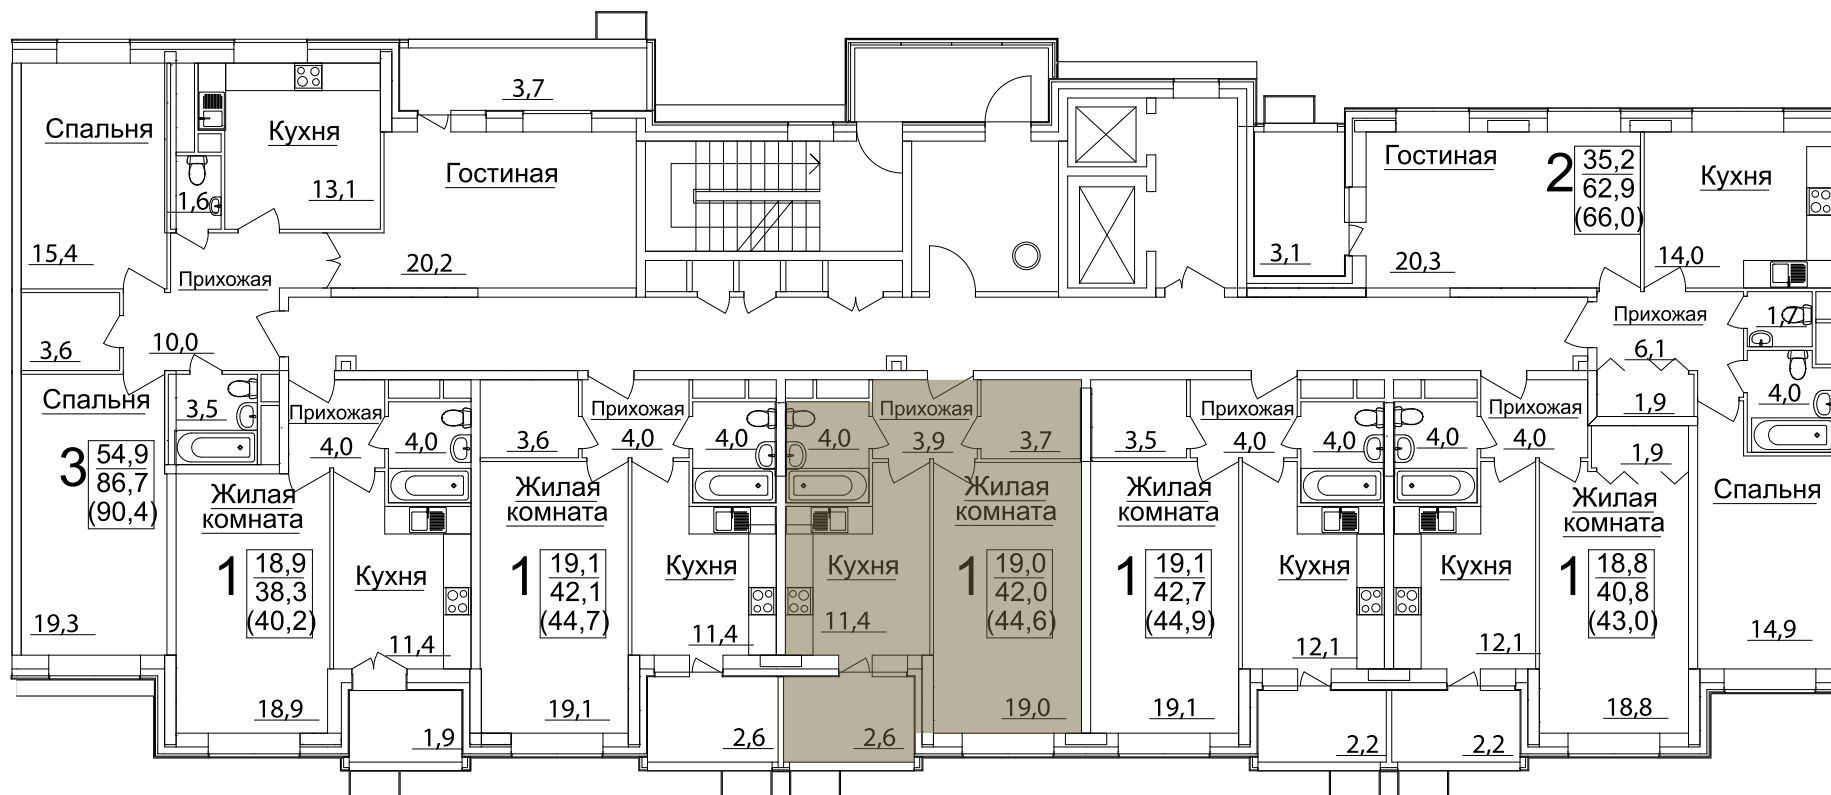 3,7
Спальня
Кухня
Гостиная
1,6
13,1
15,4
20,2
Прихожая
3,6
10,0
Гостиная
2
35,2
62,9
(66,0)
Кухня
3,1
20,3
14,0
Прихожая
1,7
6,1
1,9
4,0
Спальня
3,5
3
54,9
86,7
(90,4)
19,3
Прихожая
4,0
4,0
Жилая
комната
1
18,9
38,3
(40,2)
Кухня
11,4
18,9
1,9
3,6
Прихожая
4,0
4,0
Жилая
комната
1
19,1
42,1
(44,7)
Кухня
11,4
19,1
2,6
4,0
Прихожая
3,9
3,7
Жилая
комната
Кухня
1
19,0
42,0
(44,6)
11,4
19,0
2,6
3,5
Прихожая
4,0
4,0
Жилая
комната
1
19,1
42,7
(44,9)
Кухня
12,1
19,1
2,2
4,0
Прихожая
4,0
1,9
Жилая
комната
Кухня
1
18,8
40,8
(43,0)
12,1
18,8
2,2
Спальня
14,9